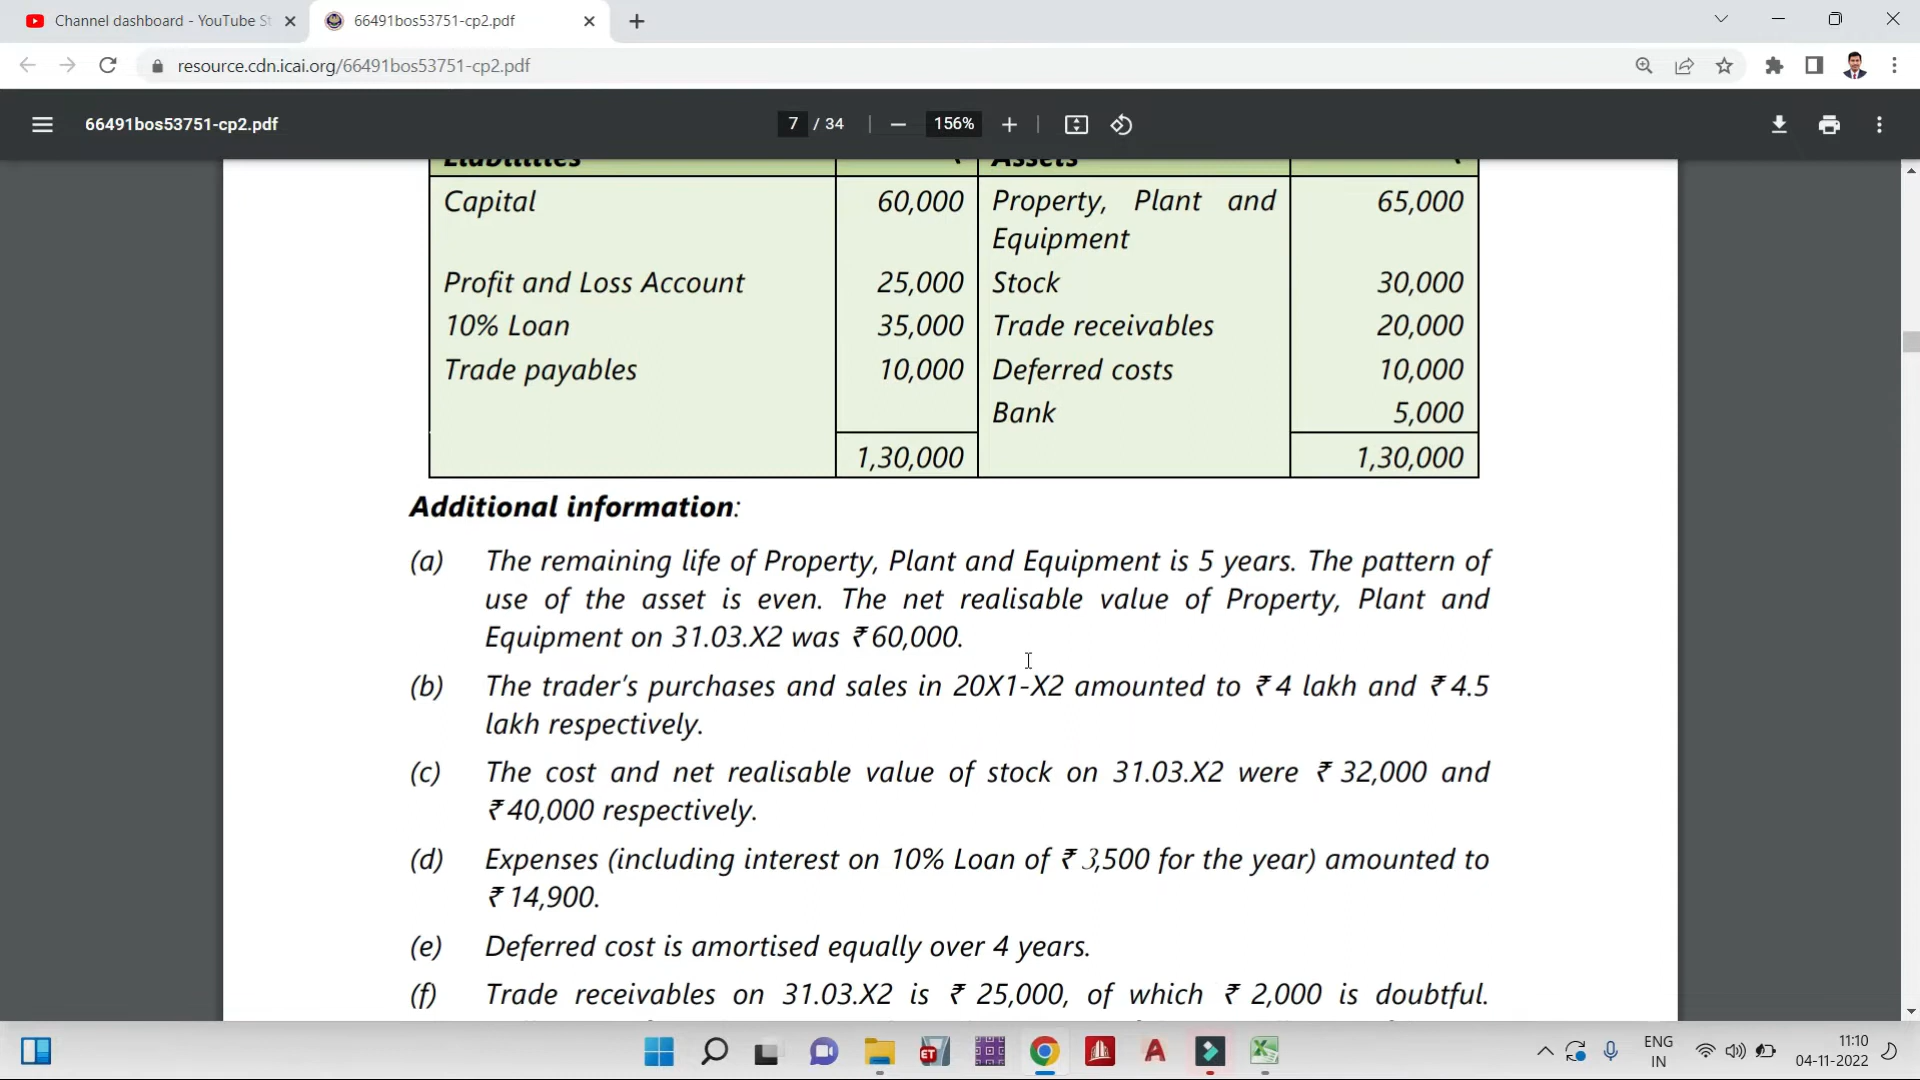 Channel dashboard - YouTube St
66491bos53751-cp2.pdf
resource.cdn.icai.org/66491bos53751-cp2.pdf
66491bos53751-cp2.pdf
7 / 34
156%
Liabilities ₹ Assets ₹
Capital 60,000 Property, Plant and 65,000
Equipment
Profit and Loss Account 25,000 Stock 30,000
10% Loan 35,000 Trade receivables 20,000
Trade payables 10,000 Deferred costs 10,000
Bank 5,000
1,30,000 1,30,000
Additional information:
(a) The remaining life of Property, Plant and Equipment is 5 years. The pattern of
use of the asset is even. The net realisable value of Property, Plant and
Equipment on 31.03.X2 was ₹ 60,000.
(b) The trader's purchases and sales in 20X1-X2 amounted to ₹ 4 lakh and ₹ 4.5
lakh respectively.
(c) The cost and net realisable value of stock on 31.03.X2 were ₹ 32,000 and
₹ 40,000 respectively.
(d) Expenses (including interest on 10% Loan of ₹ 3,500 for the year) amounted to
₹ 14,900.
(e) Deferred cost is amortised equally over 4 years.
(f) Trade receivables on 31.03.X2 is ₹ 25,000, of which ₹ 2,000 is doubtful.
ET
ENG
IN
11:10
04-11-2022